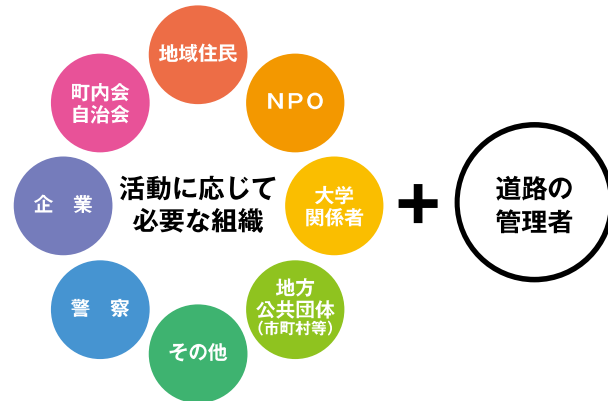 地域住民
NPO
大学
関係者
地方
公共団体
(市町村等)
その他
警 察
企 業
町内会
自治会
活動に応じて
必要な組織
+
道路の
管理者